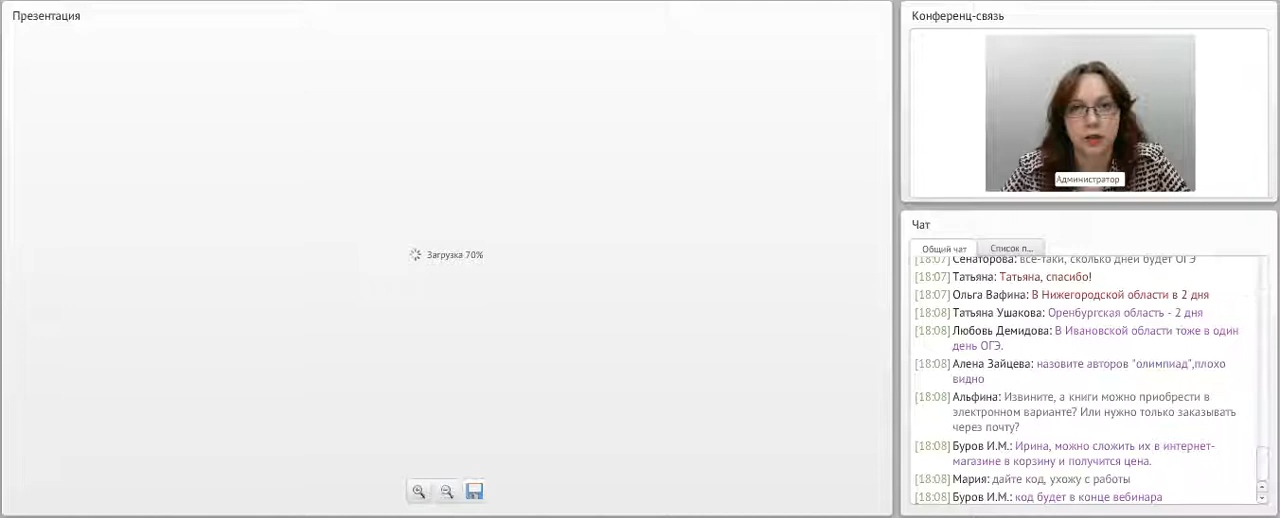 Презентация
Загрузка 70%
Конференц-связь
Администратор
Чат
Общий чат
Список п...
[18:07] Сенаторова: все-таки, сколько дней будет ОГЭ
[18:07] Татьяна: Татьяна, спасибо!
[18:07] Ольга Вафина: В Нижегородской области в 2 дня
[18:08] Татьяна Ушакова: Оренбургская область - 2 дня
[18:08] Любовь Демидова: В Ивановской области тоже в один
день ОГЭ.
[18:08] Алена Зайцева: назовите авторов "олимпиад",плохо
видно
[18:08] Альфина: Извините, а книги можно приобрести в
электронном варианте? Или нужно только заказывать
через почту?
[18:08] Буров И.М.: Ирина, можно сложить их в интернет-
магазине в корзину и получится цена.
[18:08] Мария: дайте код, ухожу с работы
[18:08] Буров И.М.: код будет в конце вебинара